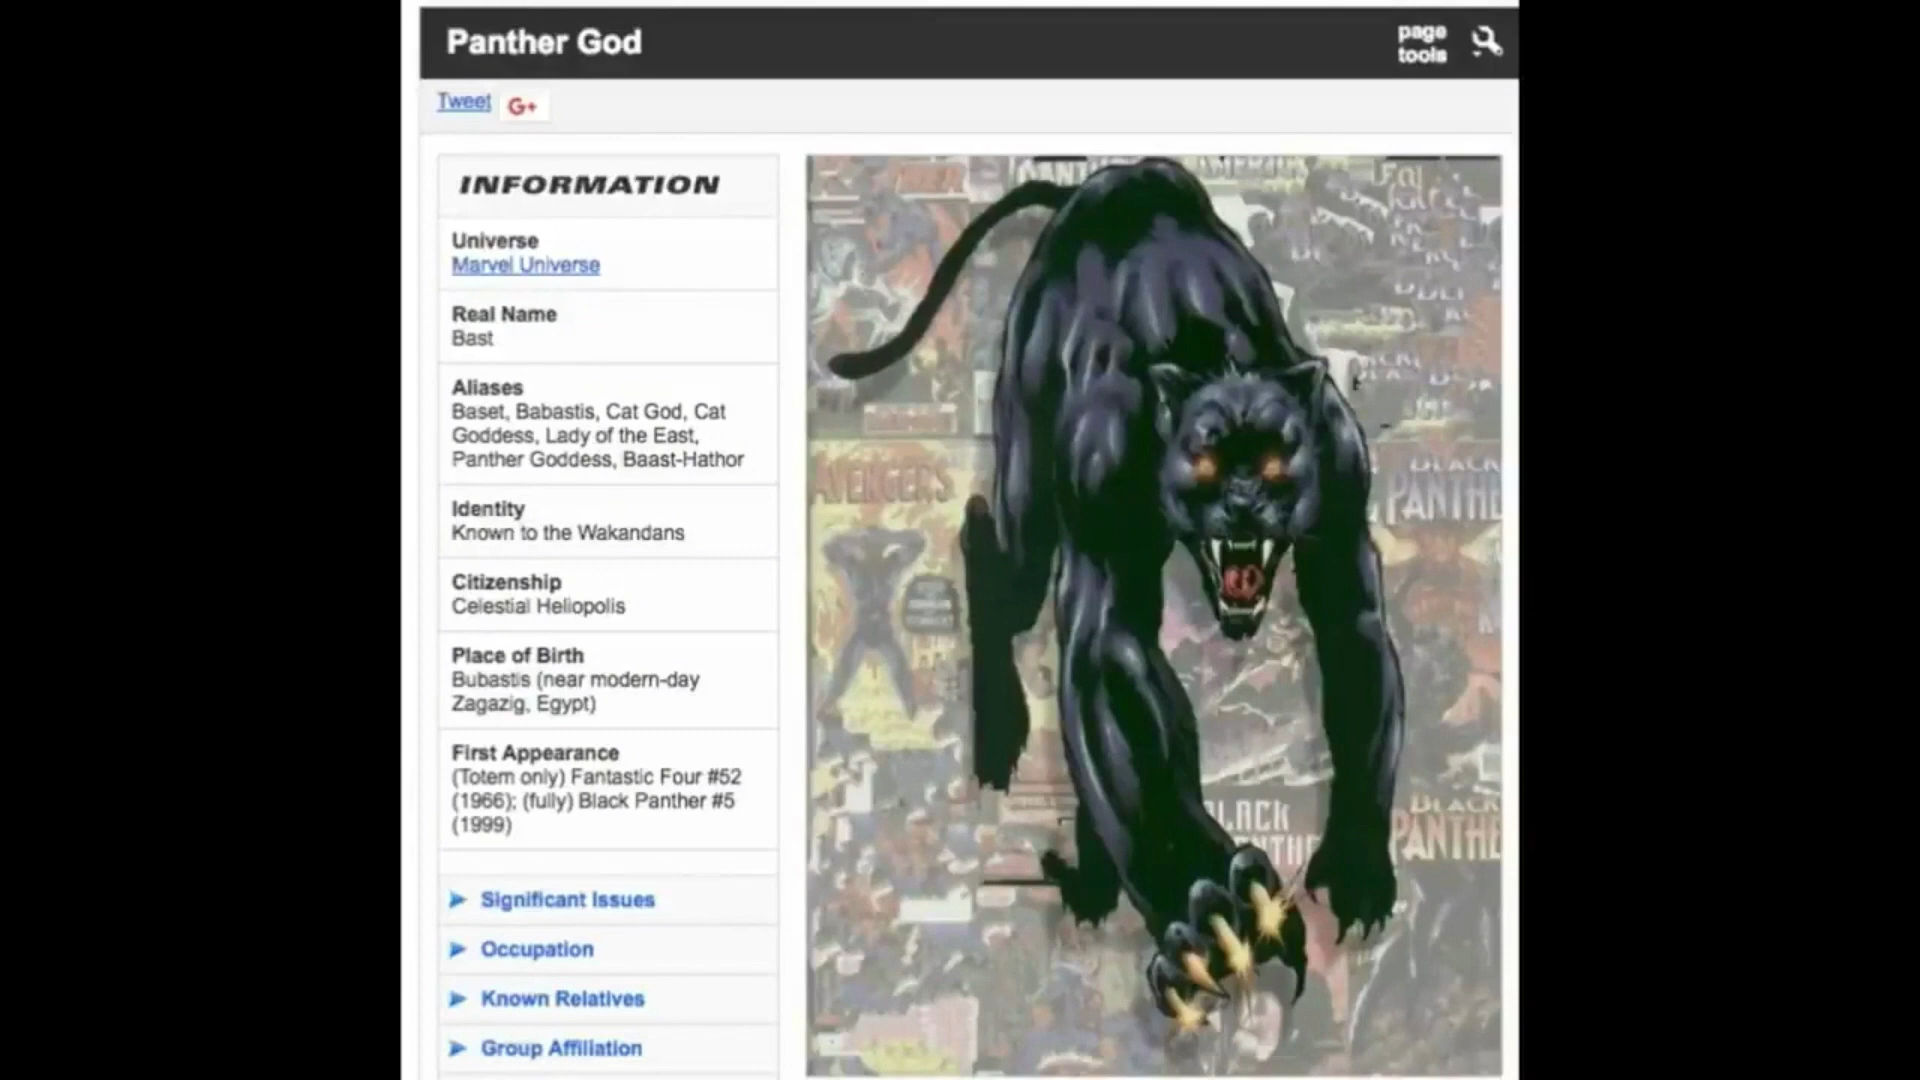 Panther God
page
tools
Tweet
G+
INFORMATION
Universe
Marvel Universe
Real Name
Bast
Aliases
Baset, Babastis, Cat God, Cat
Goddess, Lady of the East,
Panther Goddess, Baast-Hathor
Identity
Known to the Wakandans
Citizenship
Celestial Heliopolis
Place of Birth
Bubastis (near modern-day
Zagazig, Egypt)
First Appearance
(Totem only) Fantastic Four #52
(1966); (fully) Black Panther #5
(1999)
Significant Issues
Occupation
Known Relatives
Group Affiliation
AVENGERS
BLACK
PANTHE
BLACK
PANTHE